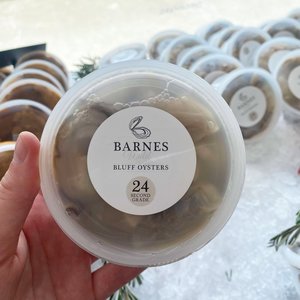 BARNES
BLUFF OYSTERS
24
SECOND
GRADE